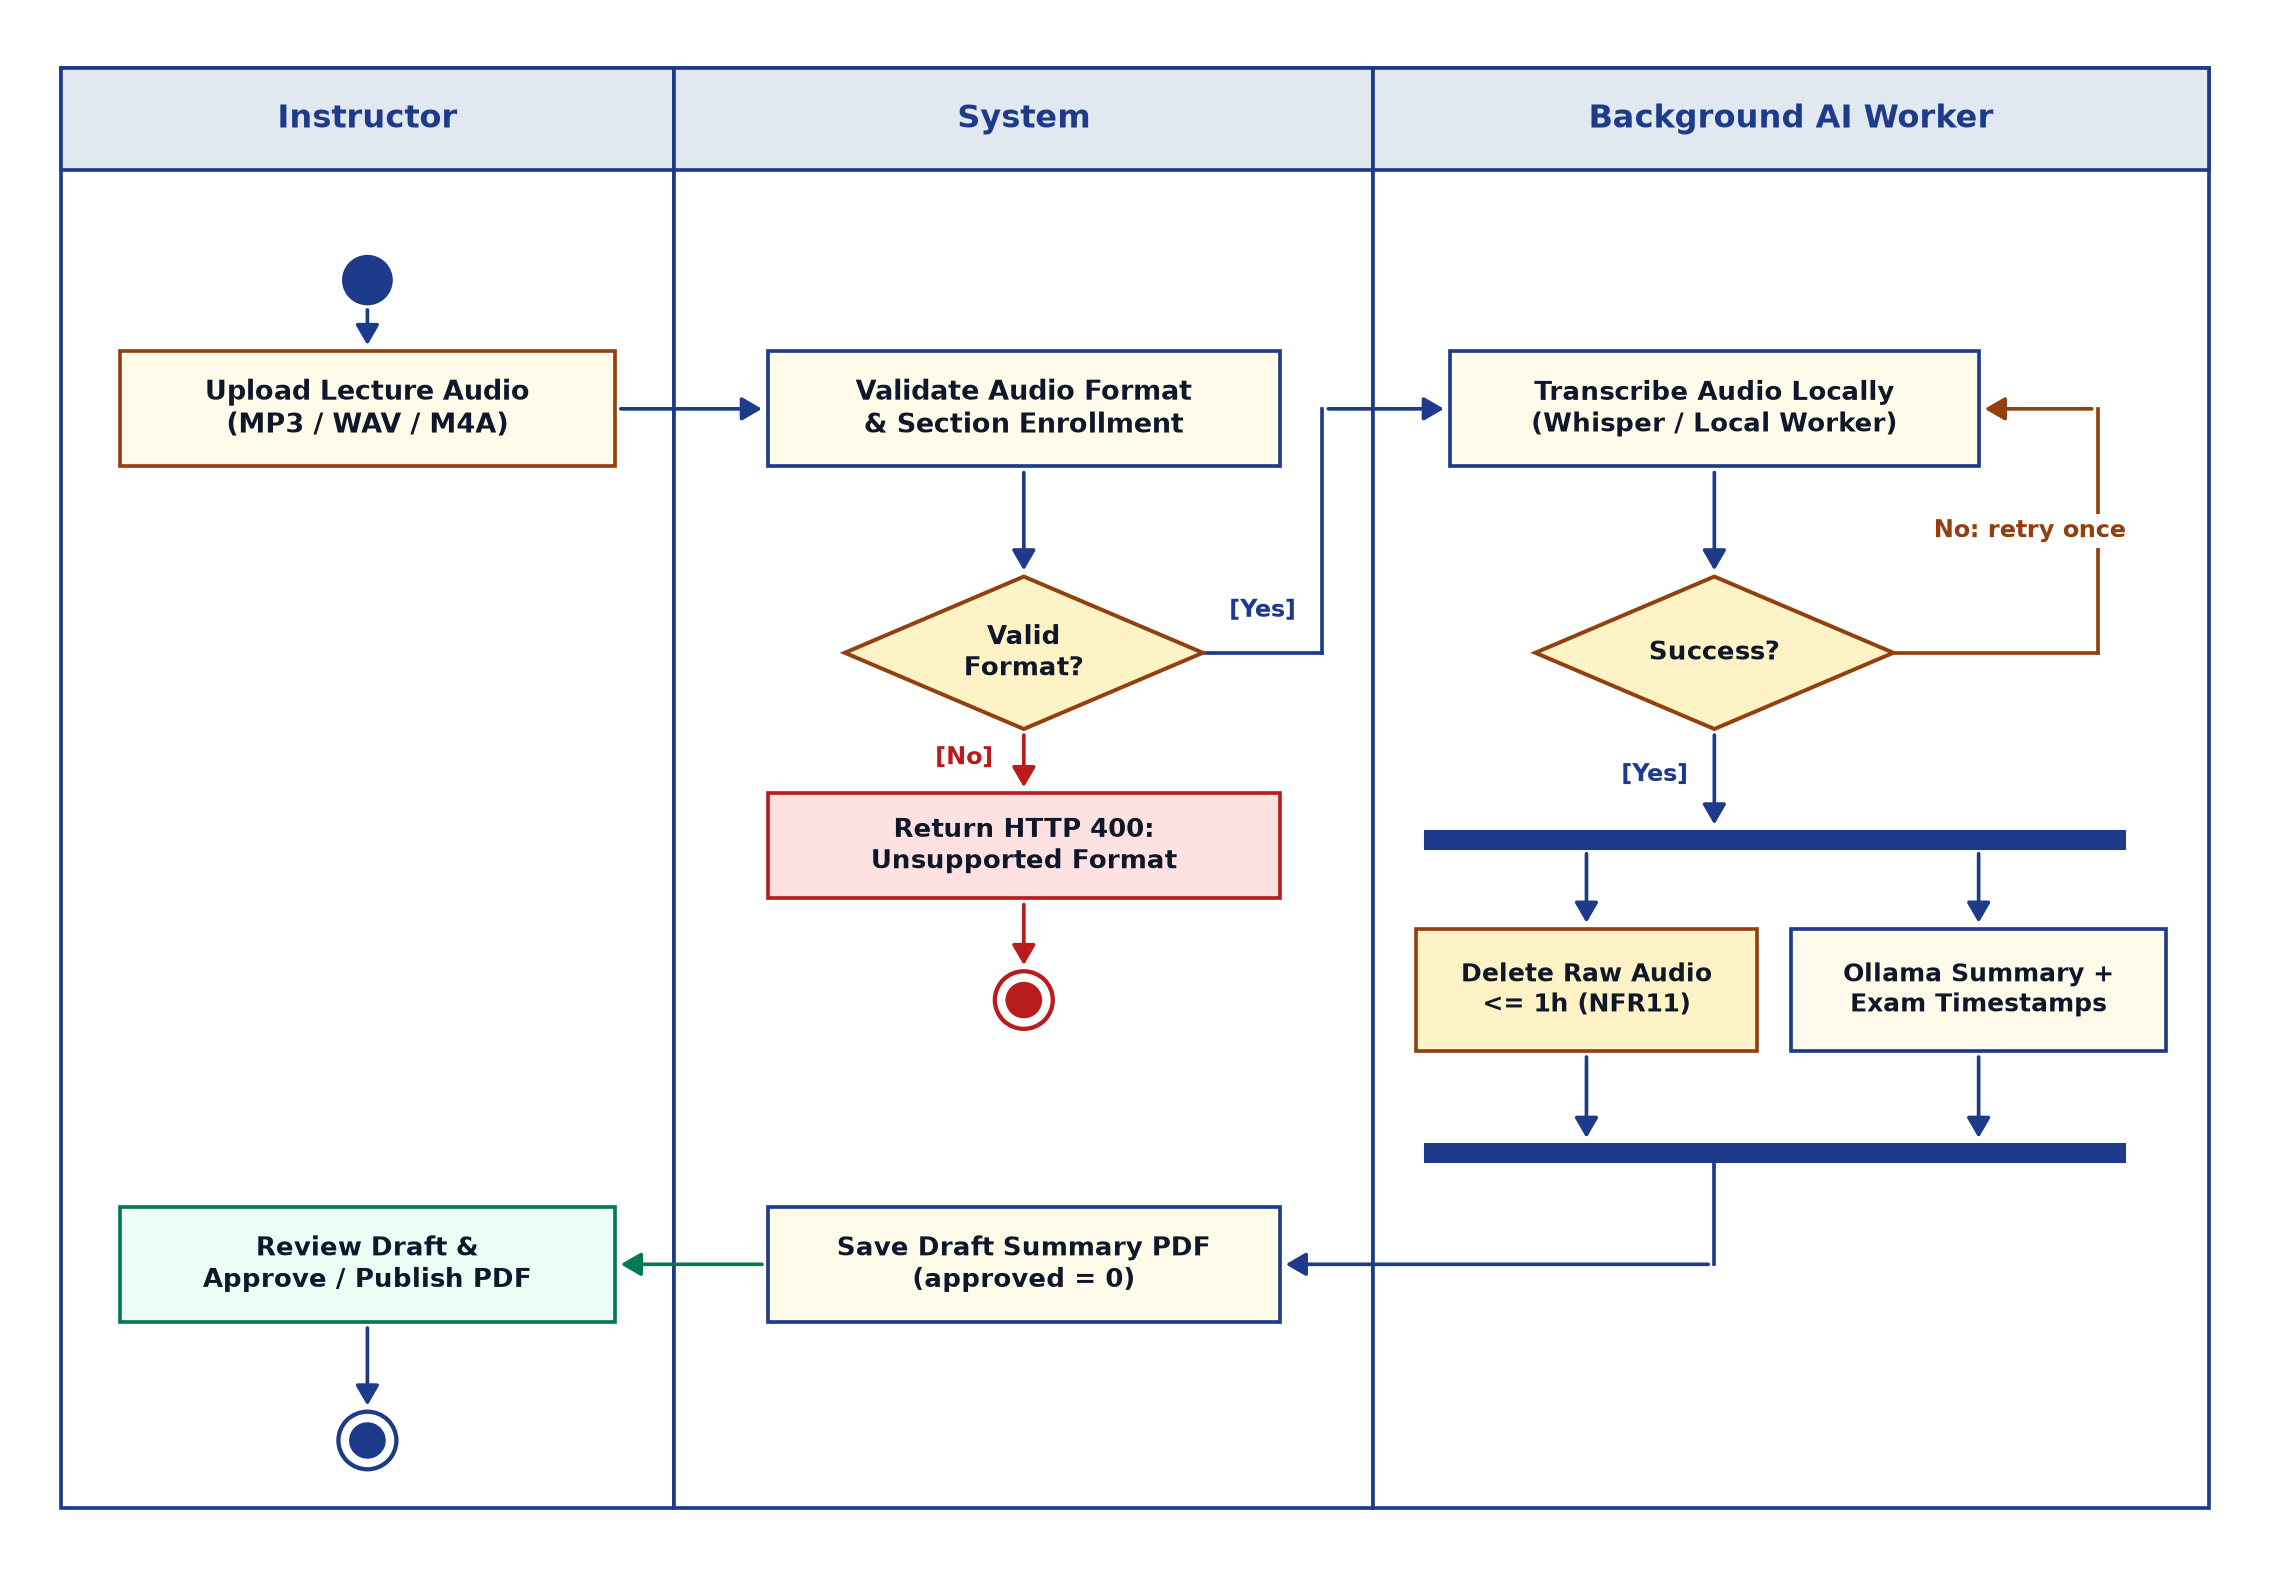 Instructor
System
Background AI Worker
Upload Lecture Audio
(MP3 / WAV / M4A)
Validate Audio Format
& Section Enrollment
Transcribe Audio Locally
(Whisper / Local Worker)
No: retry once
[Yes]
Valid
Format?
Success?
[No]
[Yes]
Return HTTP 400:
Unsupported Format
Delete Raw Audio
<= 1h (NFR11)
Ollama Summary +
Exam Timestamps
Review Draft &
Approve / Publish PDF
Save Draft Summary PDF
(approved = 0)